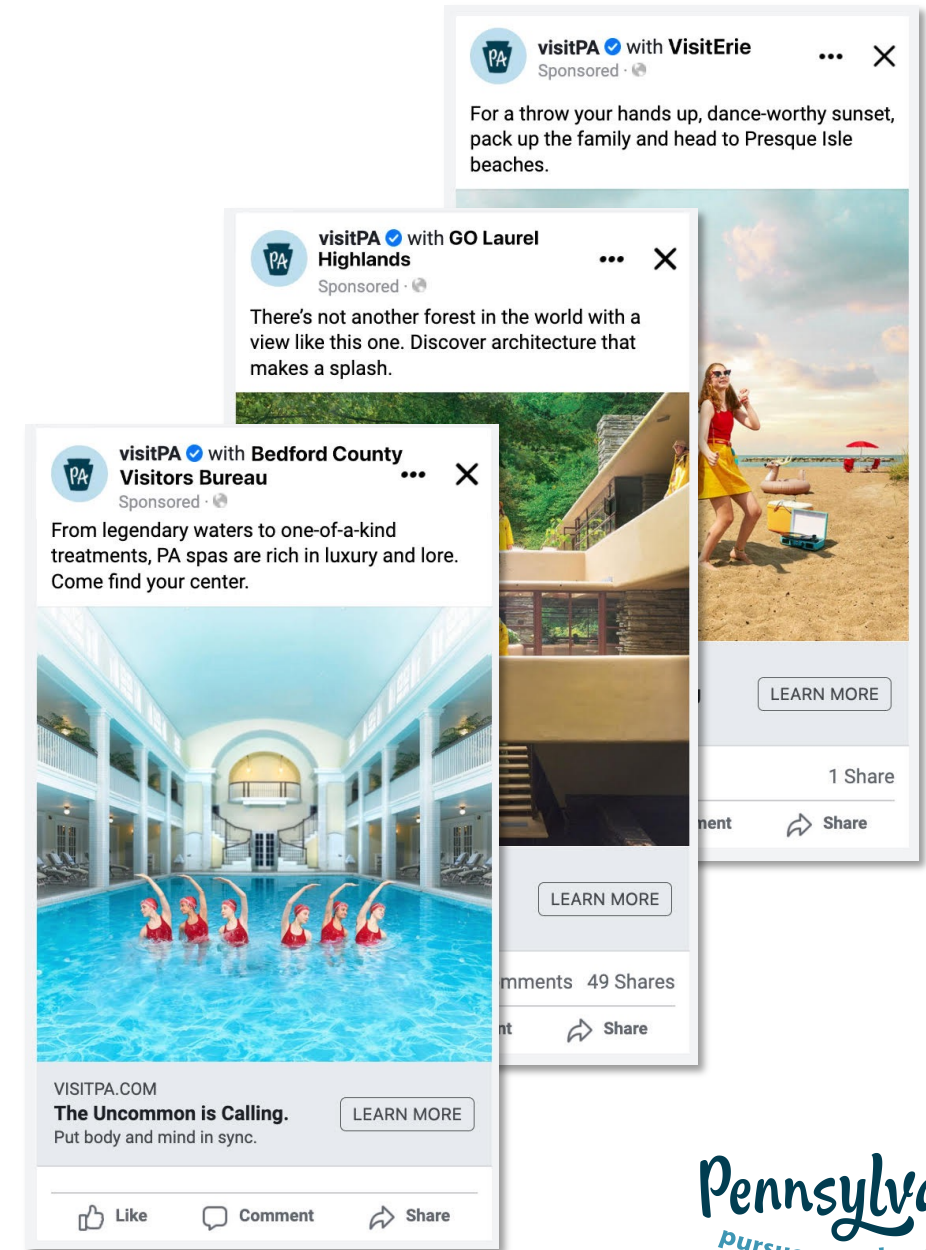 PA
visitPA with VisitErie
Sponsored ·
For a throw your hands up, dance-worthy sunset,
pack up the family and head to Presque Isle
beaches.
LEARN MORE
1 Share
Share
PA
visitPA with GO Laurel
Highlands
Sponsored ·
There's not another forest in the world with a
view like this one. Discover architecture that
makes a splash.
LEARN MORE
49 Shares
Share
PA
visitPA with Bedford County
Visitors Bureau
Sponsored ·
From legendary waters to one-of-a-kind
treatments, PA spas are rich in luxury and lore.
Come find your center.
VISITPA.COM
The Uncommon is Calling.
Put body and mind in sync.
LEARN MORE
Like
Comment
Share